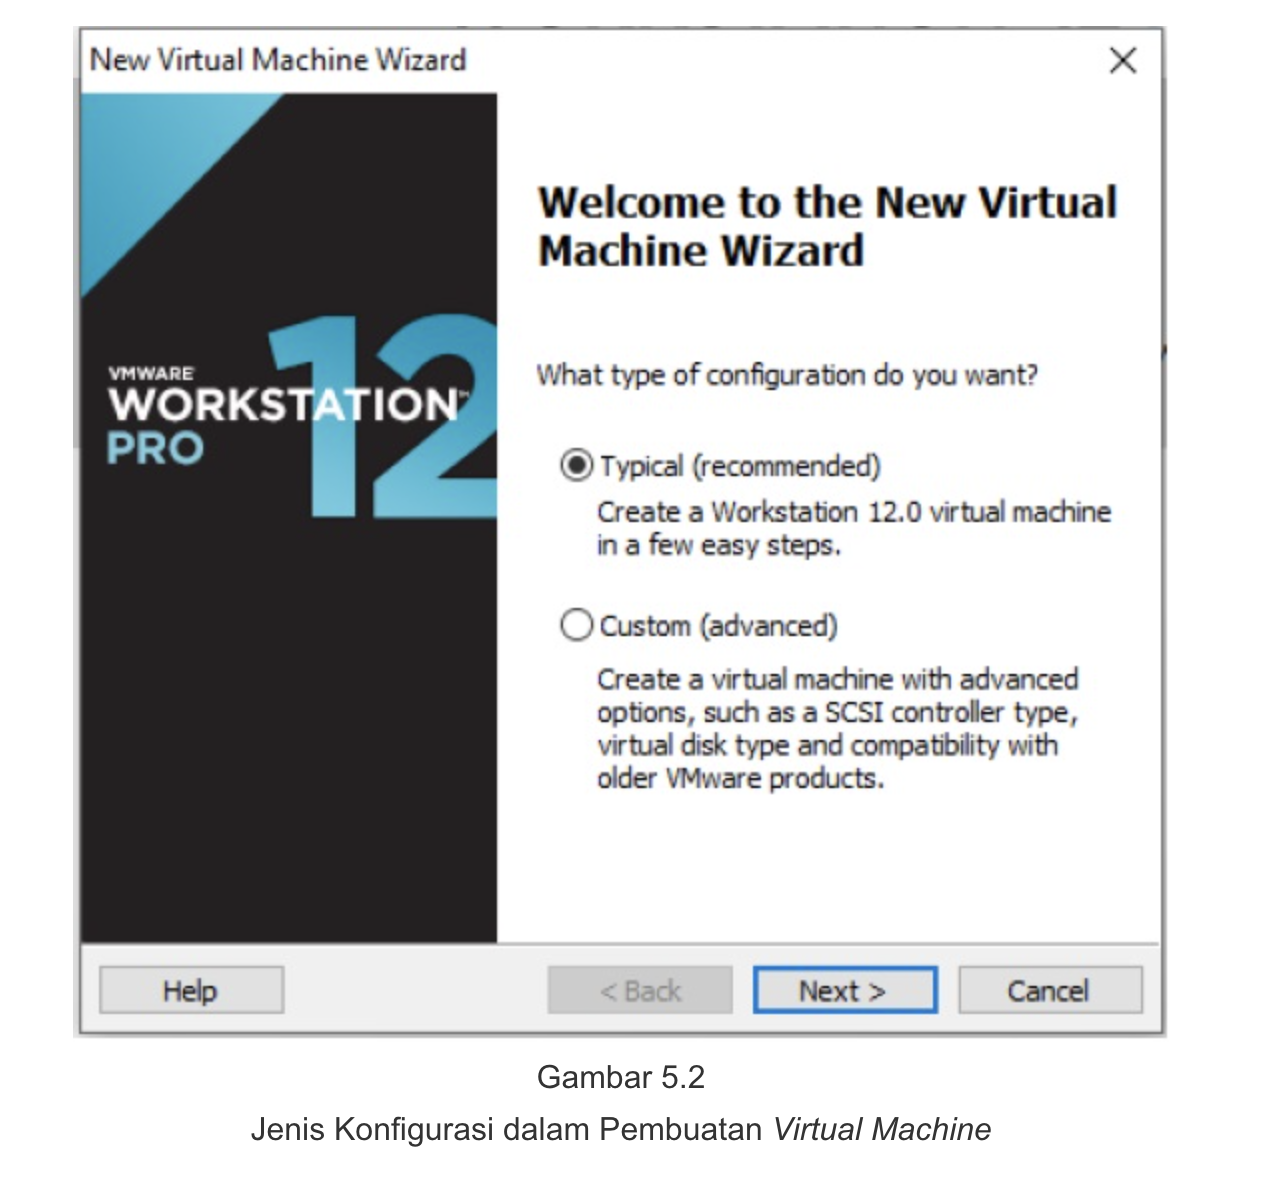 New Virtual Machine Wizard
VMWARE
WORKSTATION 12
PRO
Welcome to the New Virtual
Machine Wizard
What type of configuration do you want?
Typical (recommended)
Create a Workstation 12.0 virtual machine
in a few easy steps.
Custom (advanced)
Create a virtual machine with advanced
options, such as a SCSI controller type,
virtual disk type and compatibility with
older VMware products.
Help
< Back
Next >
Cancel
Gambar 5.2
Jenis Konfigurasi dalam Pembuatan Virtual Machine